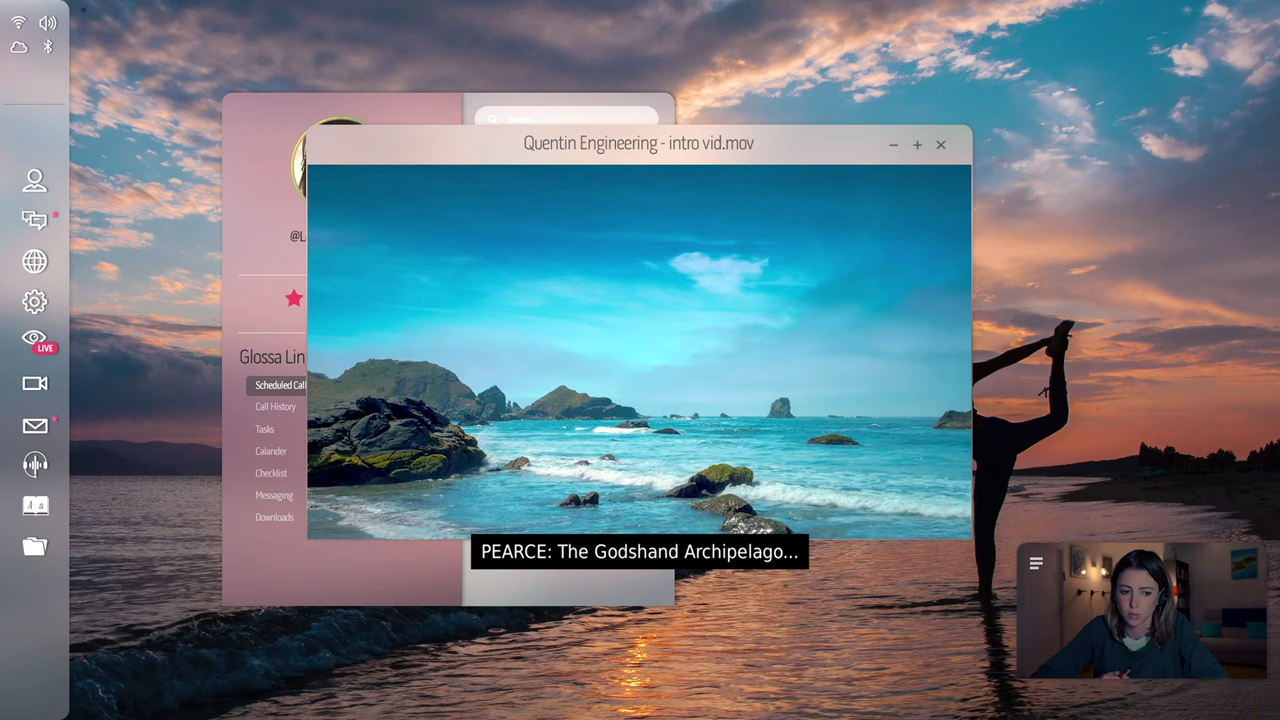 Search
Quentin Engineering - intro vid.mov
@L
LIVE
Glossa Lin
Scheduled Call
Call History
Tasks
Calander
Checklist
Messaging
Downloads
A a
PEARCE: The Godshand Archipelago...